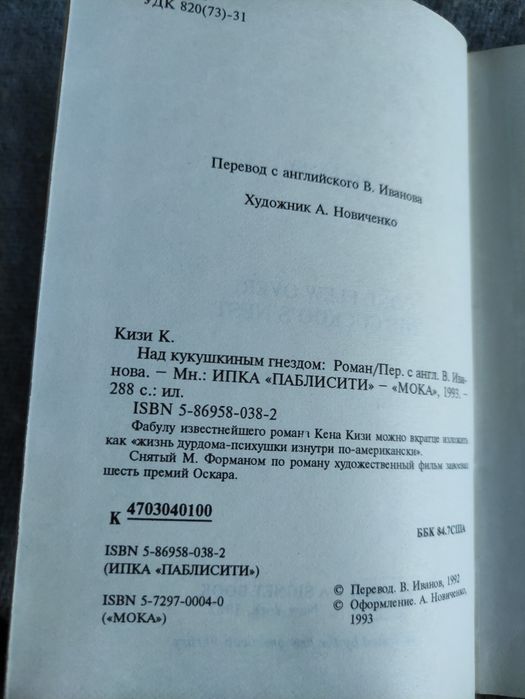 УДК 820(73)-31
Перевод с английского В. Иванова
Художник А. Новиченко
Кизи К.
Над кукушкиным гнездом: Роман/Пер. с англ. В. Ива-
нова. – Мн.: ИПКА «ПАБЛИСИТИ» – «МОКА», 1993. –
288 с.: ил.
ISBN 5-86958-038-2
Фабулу известнейшего романа Кена Кизи можно вкратце изложить
как «жизнь дурдома-психушки изнутри по-американски».
Снятый М. Форманом по роману художественный фильм завоевал
шесть премий Оскара.
К 4703040100
ББК 84.7США
ISBN 5-86958-038-2
(ИПКА «ПАБЛИСИТИ»)
ISBN 5-7297-0004-0
(«МОКА»)
© Перевод. В. Иванов, 1992
© Оформление. А. Новиченко,
1993